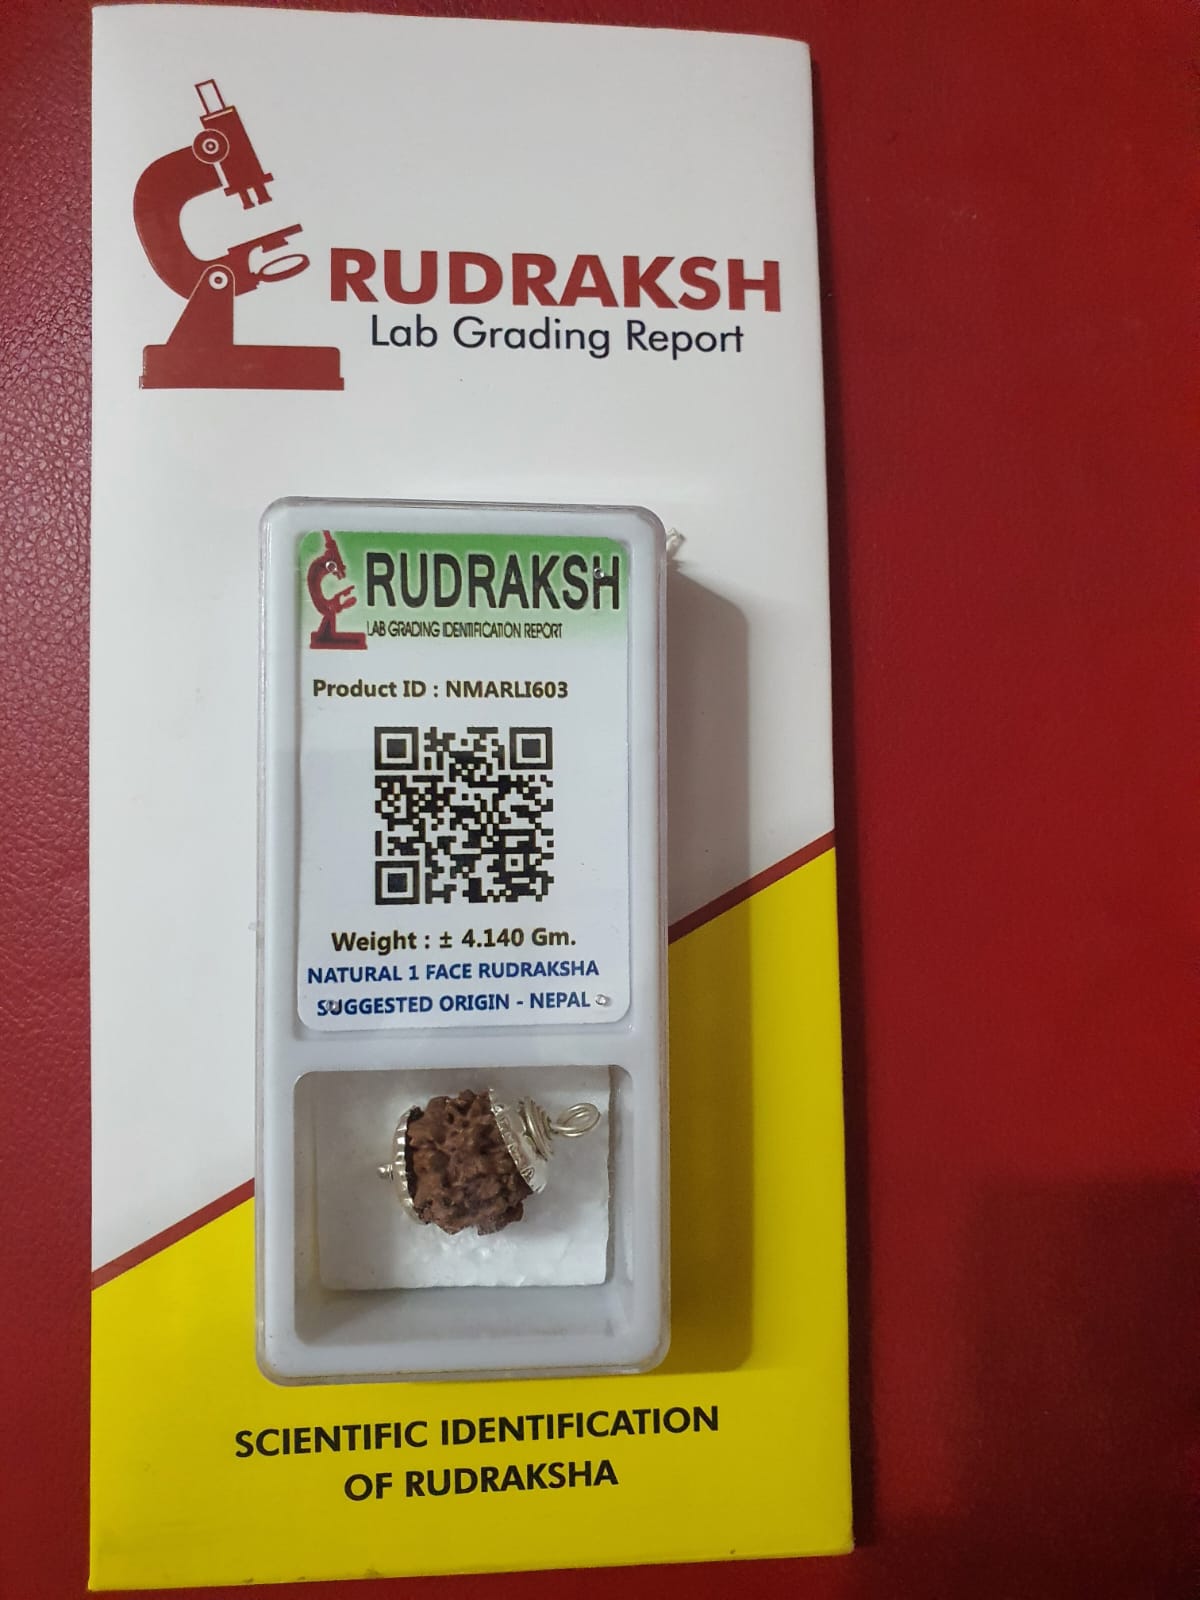 RUDRAKSH
Lab Grading Report
RUDRAKSH
LAB GRADING IDENTIFICATION REPORT
Product ID : NMARLI603
Weight : ± 4.140 Gm.
NATURAL 1 FACE RUDRAKSHA
SUGGESTED ORIGIN - NEPAL
SCIENTIFIC IDENTIFICATION
OF RUDRAKSHA